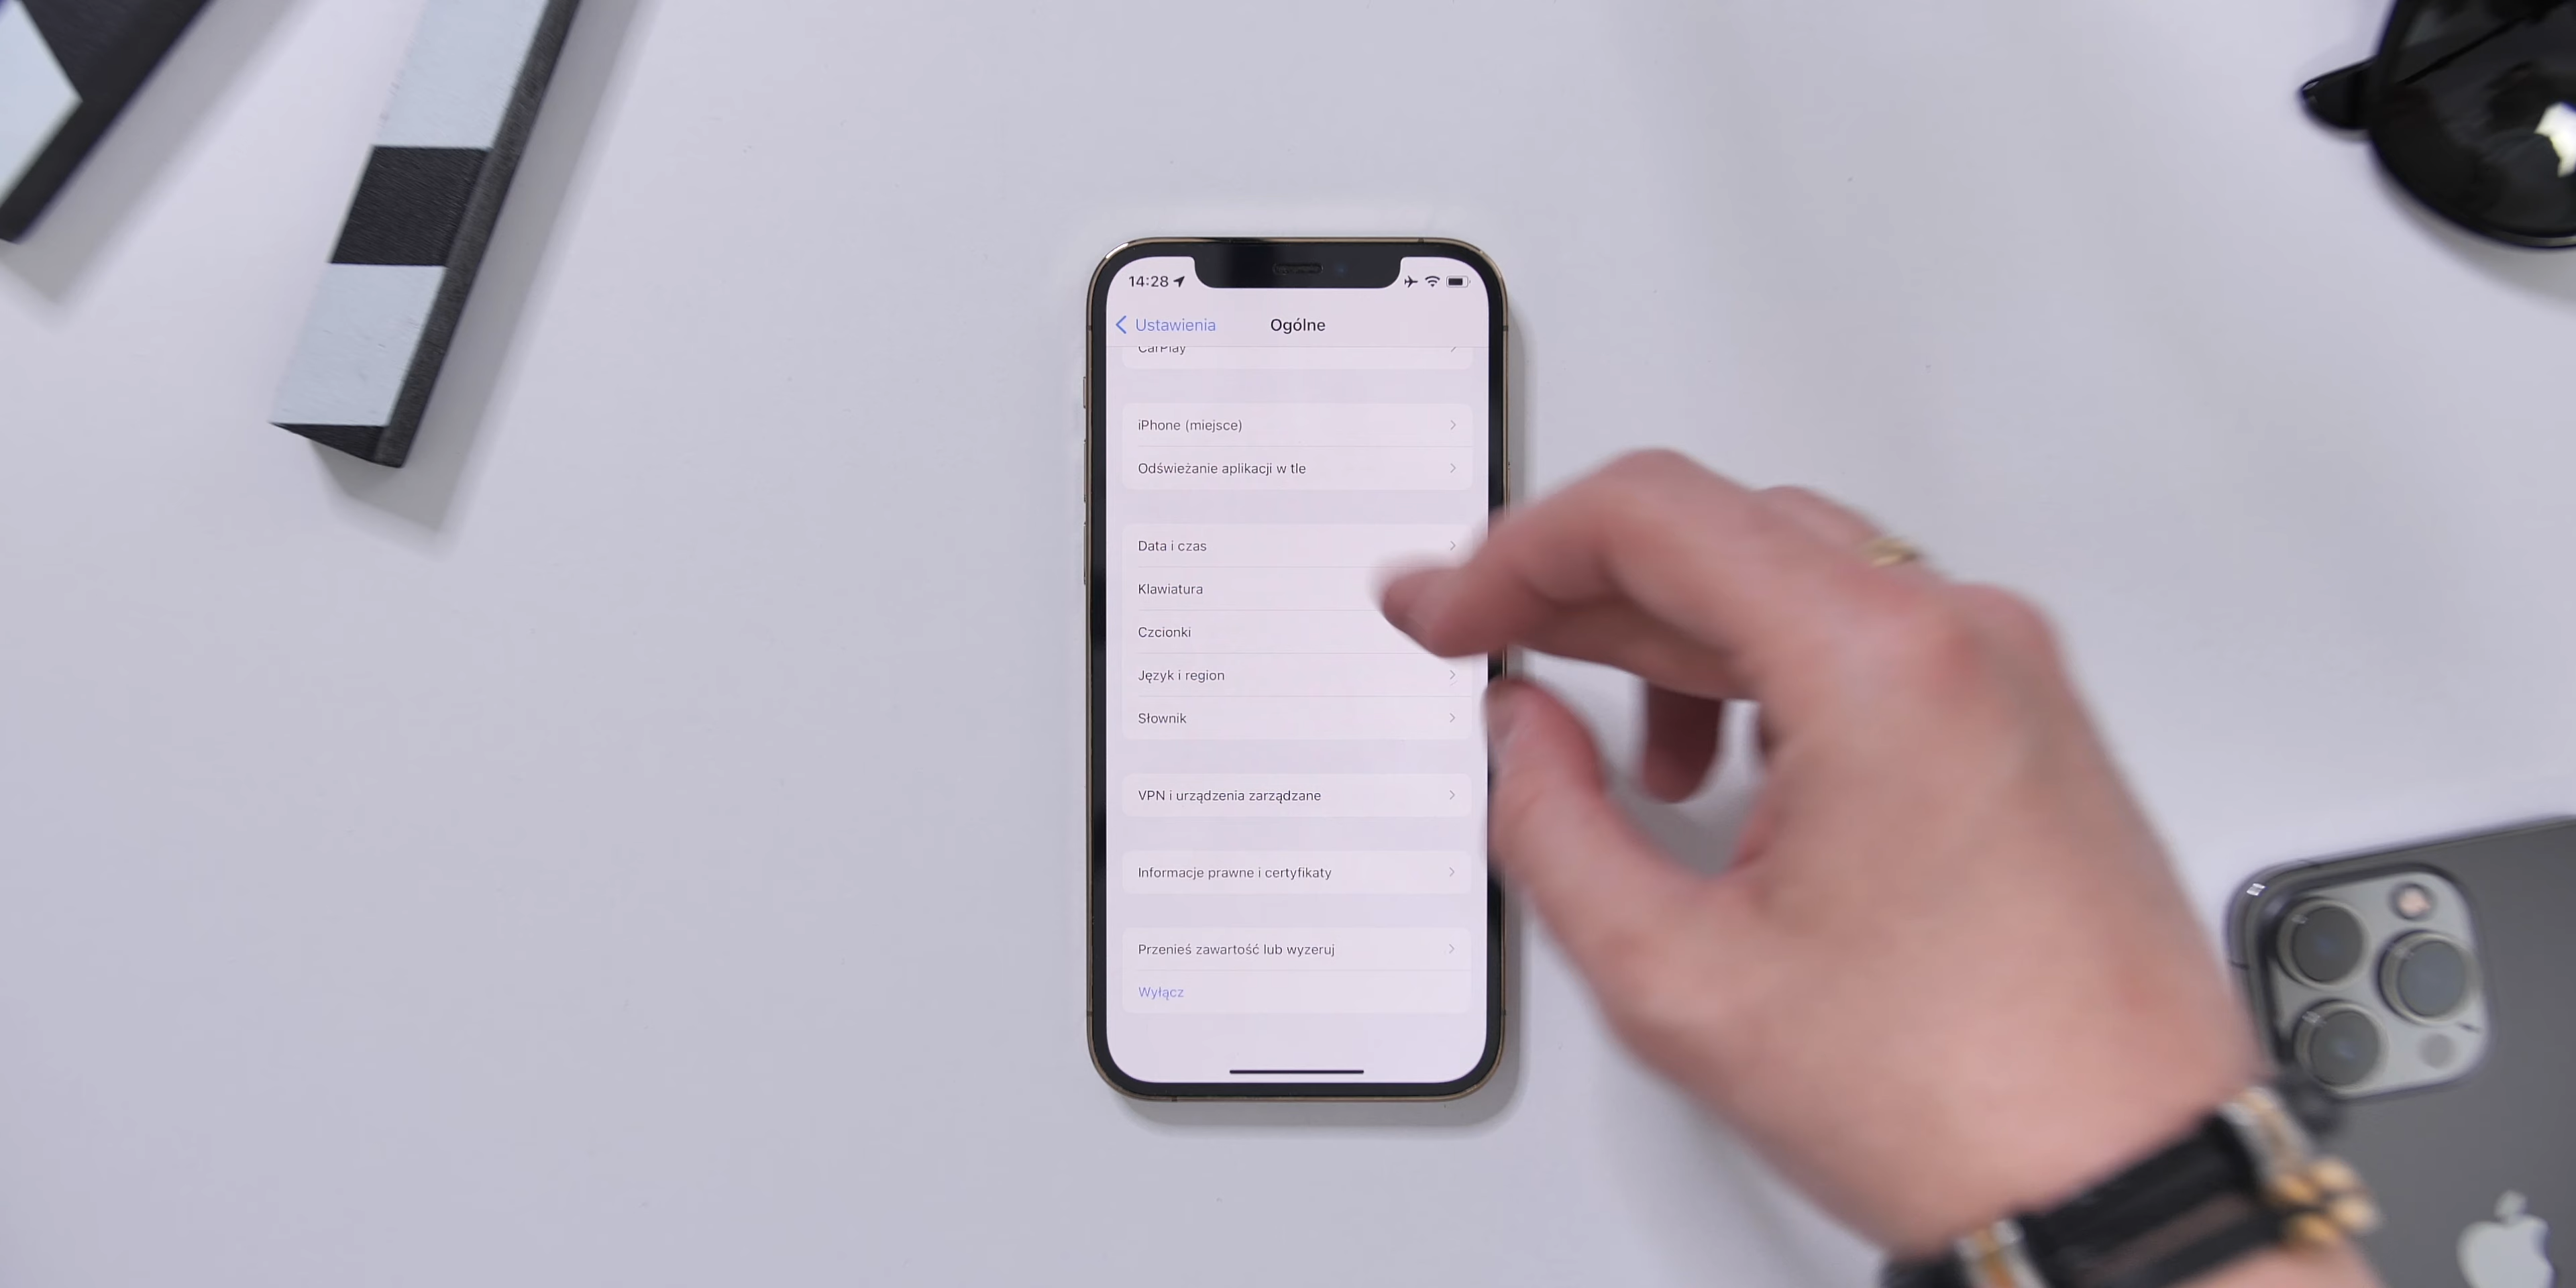 14:28
Ustawienia
Ogólne
CarPlay
iPhone (miejsce)
Odświeżanie aplikacji w tle
Data i czas
Klawiatura
Czcionki
Język i region
Słownik
VPN i urządzenia zarządzane
Informacje prawne i certyfikaty
Przenieś zawartość lub wyzeruj
Wyłącz